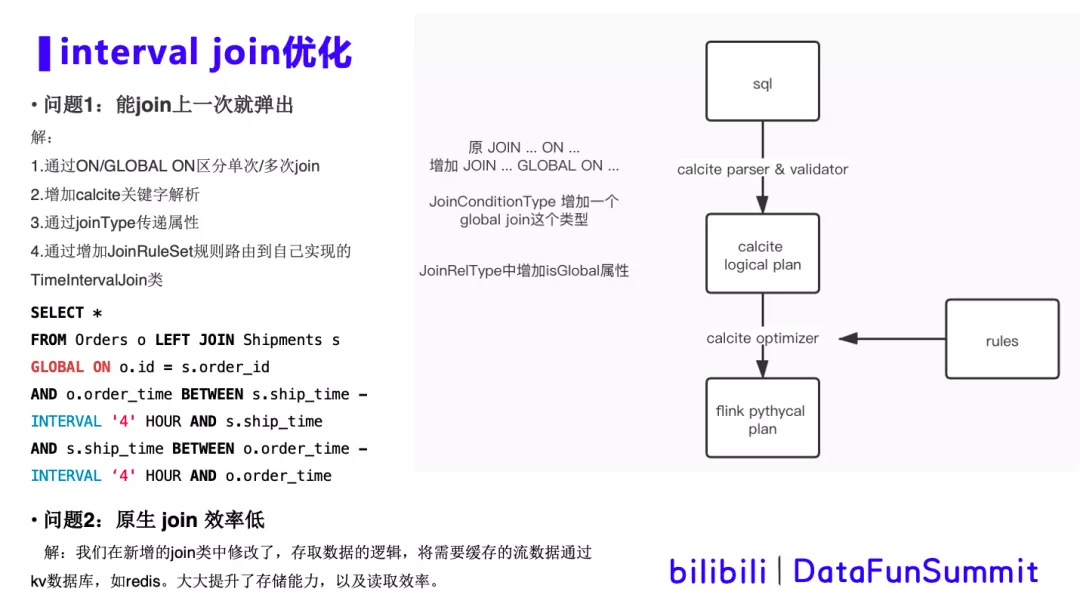 interval join优化
• 问题1：能join上一次就弹出
解：
1.通过ON/GLOBAL ON区分单次/多次join
2.增加calcite关键字解析
3.通过joinType传递属性
4.通过增加JoinRuleSet规则路由到自己实现的
TimeIntervalJoin类
SELECT *
FROM Orders o LEFT JOIN Shipments s
GLOBAL ON o.id = s.order_id
AND o.order_time BETWEEN s.ship_time -
INTERVAL '4' HOUR AND s.ship_time
AND s.ship_time BETWEEN o.order_time -
INTERVAL ‘4' HOUR AND o.order_time
• 问题2：原生 join 效率低
解：我们在新增的join类中修改了，存取数据的逻辑，将需要缓存的流数据通过
kv数据库，如redis。大大提升了存储能力，以及读取效率。
原 JOIN ... ON ...
增加 JOIN ... GLOBAL ON ...
JoinConditionType 增加一个
global join这个类型
JoinRelType中增加isGlobal属性
sql
calcite parser & validator
calcite
logical plan
calcite optimizer
rules
flink pythycal
plan
bilibili | DataFunSummit